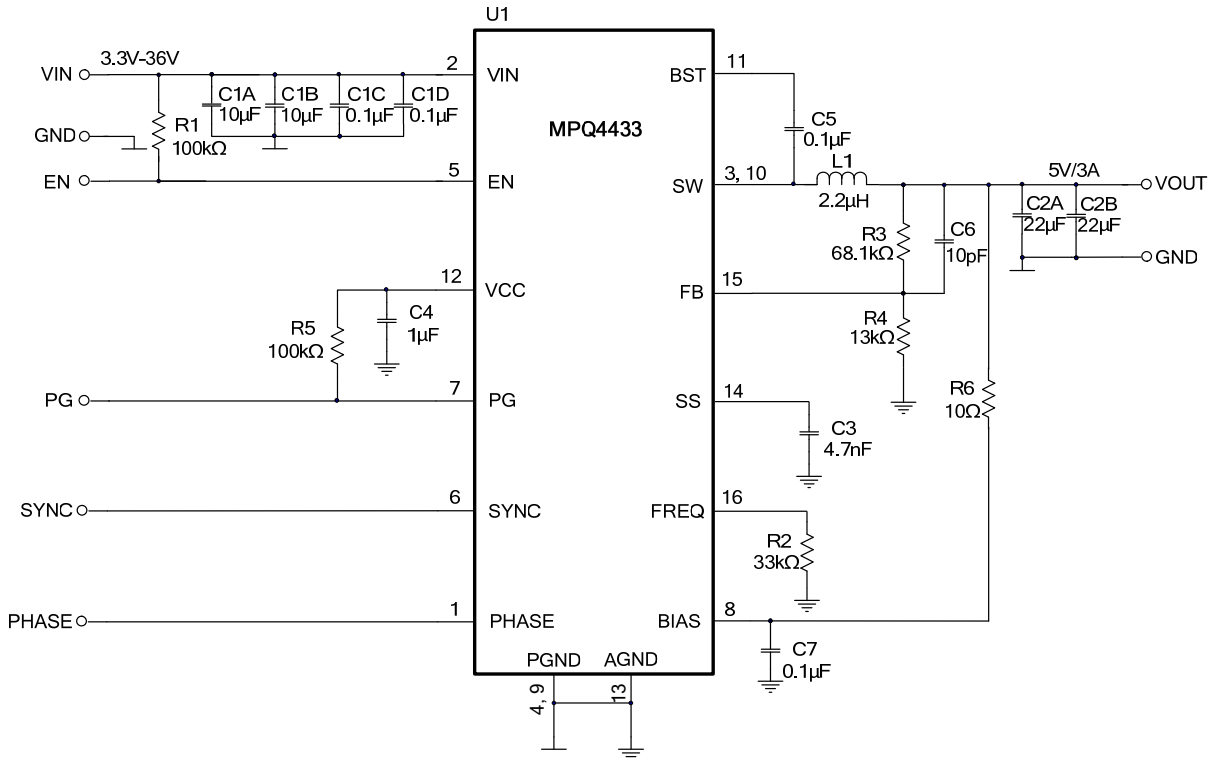 U1
MPQ4433
VIN
3.3V-36V
2
VIN
C1A
10µF
C1B
10µF
C1C
0.1µF
C1D
0.1µF
GND
R1
100kΩ
EN
5
EN
12
VCC
R5
100kΩ
C4
1µF
PG
7
PG
SYNC
6
SYNC
PHASE
1
PHASE
PGND
AGND
4, 9
13
BST
11
C5
0.1µF
SW
3, 10
L1
2.2µH
5V/3A
VOUT
C2A
22µF
C2B
22µF
GND
R3
68.1kΩ
C6
10pF
FB
15
R4
13kΩ
R6
10Ω
SS
14
C3
4.7nF
FREQ
16
R2
33kΩ
BIAS
8
C7
0.1µF